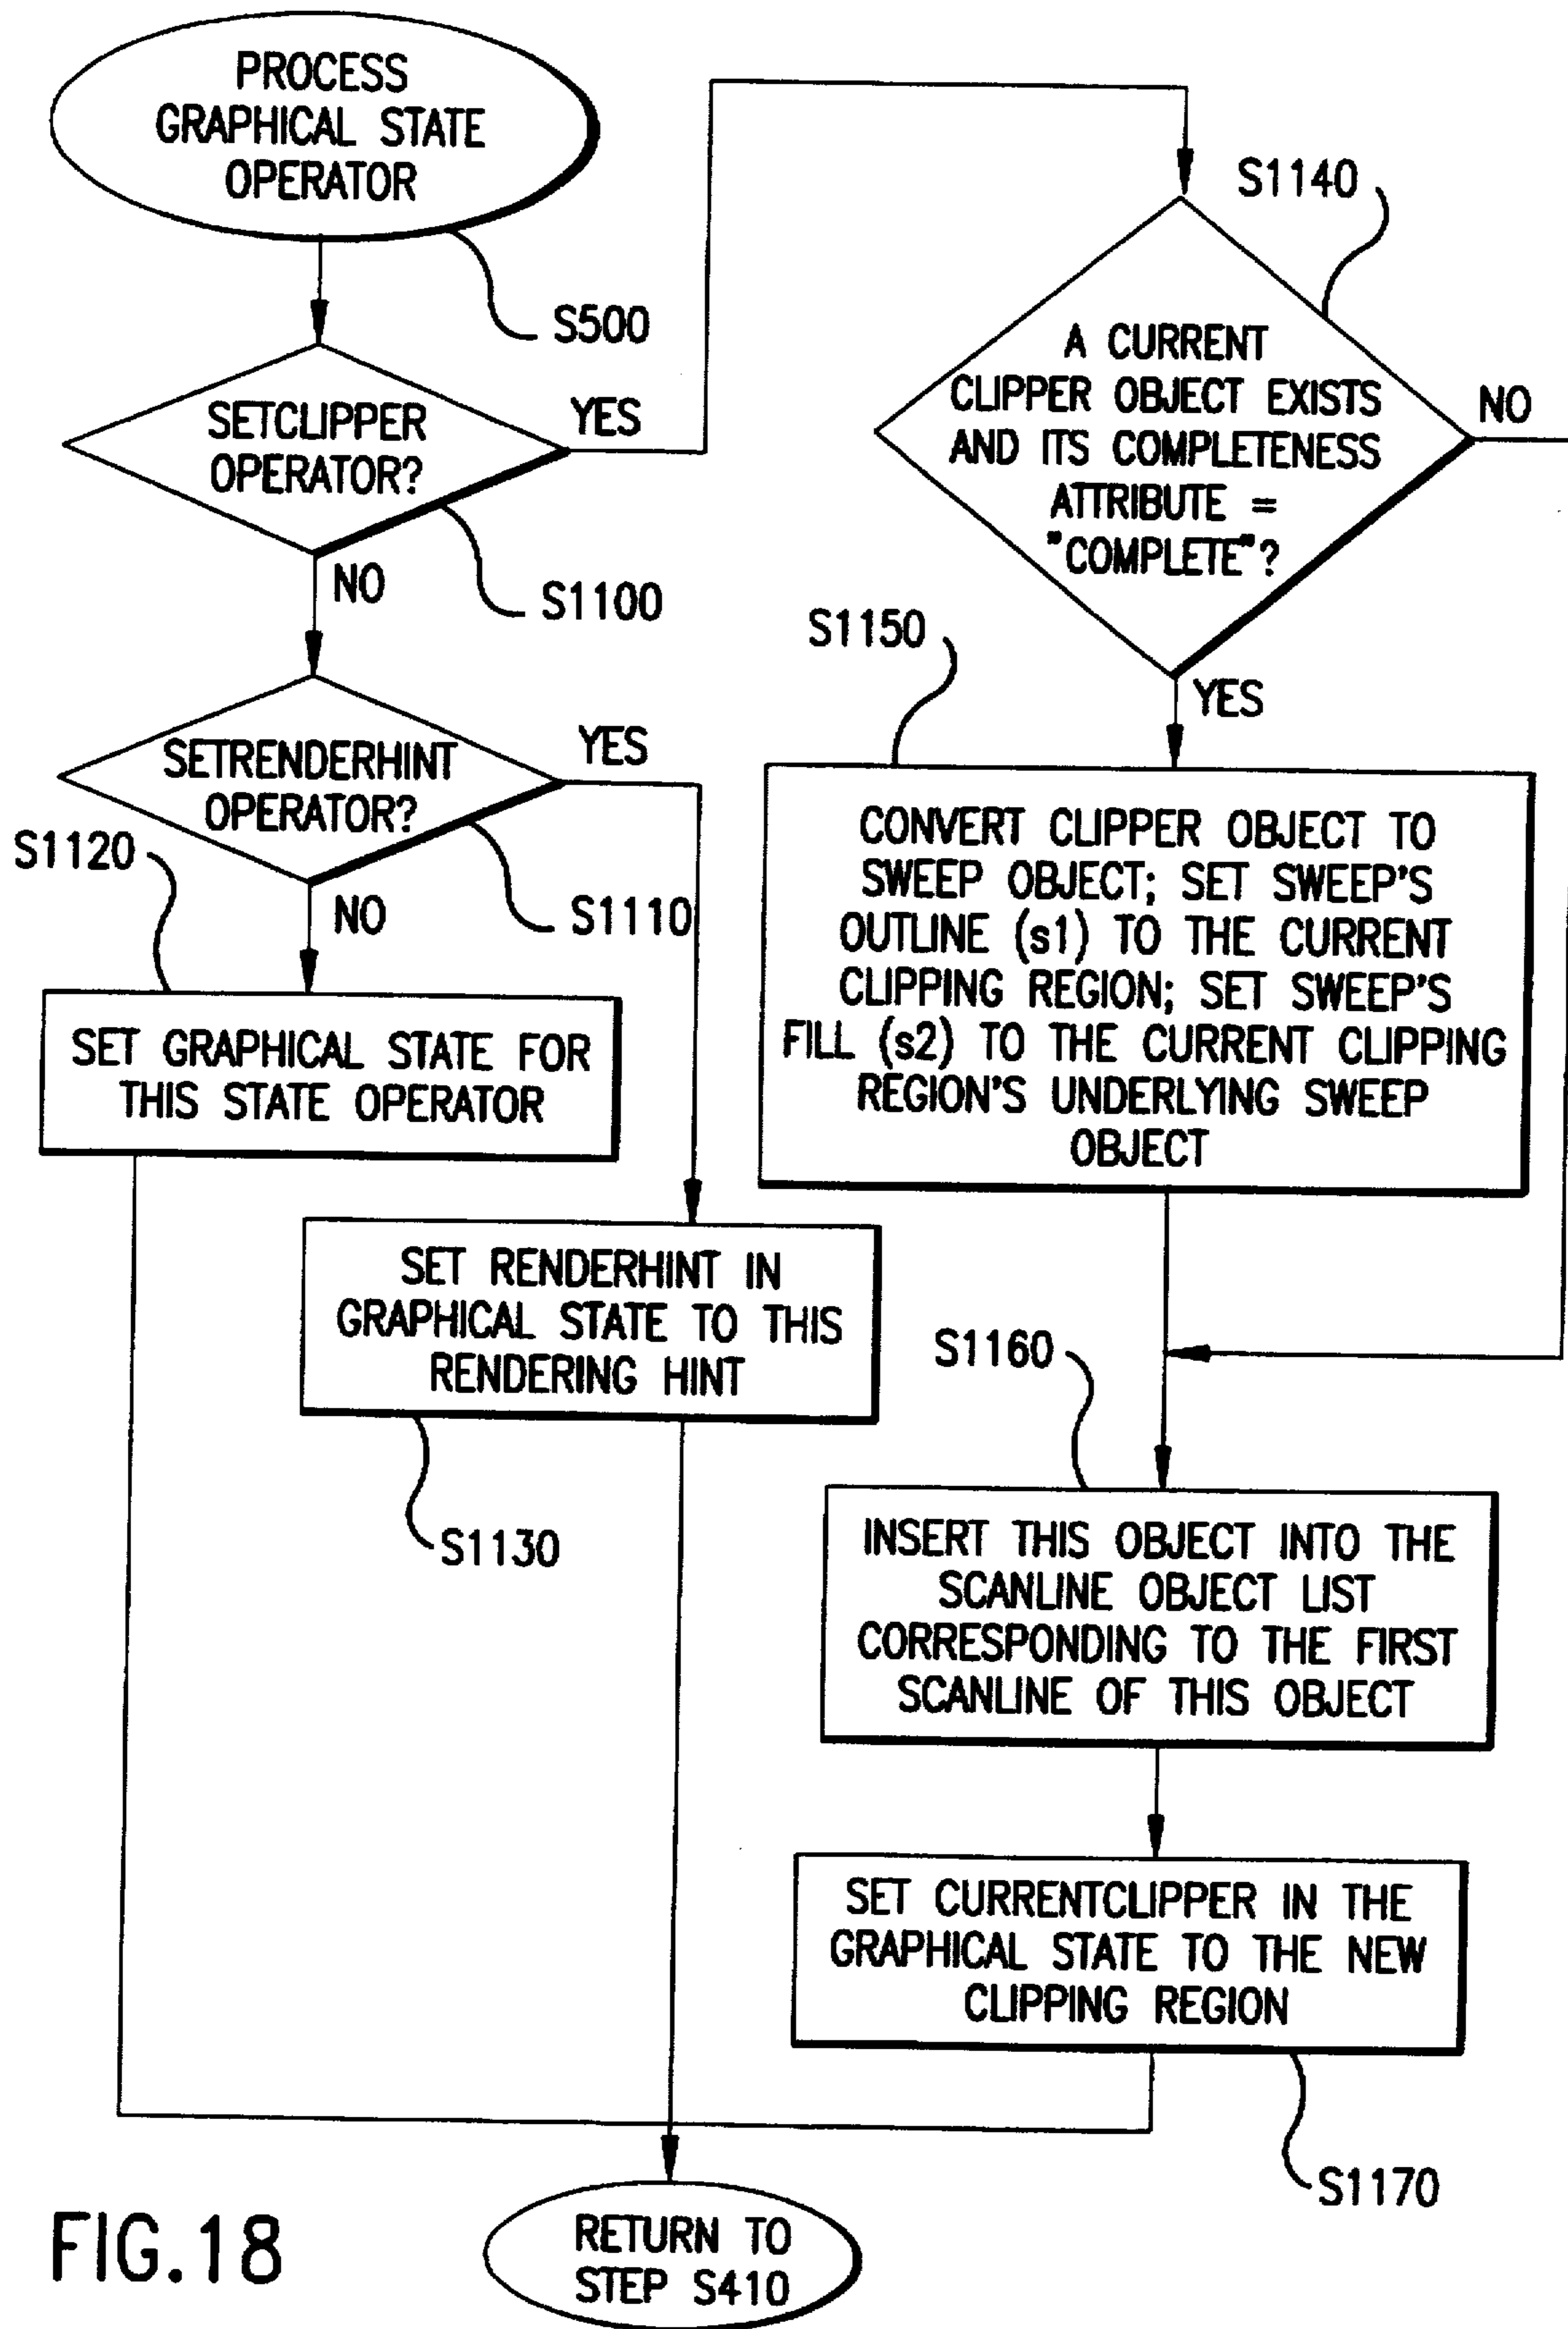 PROCESS
GRAPHICAL STATE
OPERATOR
S500
SETCLIPPER
OPERATOR?
YES
NO
S1100
SETRENDERHINT
OPERATOR?
YES
NO
S1110
S1120
SET GRAPHICAL STATE FOR
THIS STATE OPERATOR
SET RENDERHINT IN
GRAPHICAL STATE TO THIS
RENDERING HINT
S1130
S1140
A CURRENT
CLIPPER OBJECT EXISTS
AND ITS COMPLETENESS
ATTRIBUTE =
"COMPLETE"?
NO
YES
S1150
CONVERT CLIPPER OBJECT TO
SWEEP OBJECT; SET SWEEP'S
OUTLINE (s1) TO THE CURRENT
CLIPPING REGION; SET SWEEP'S
FILL (s2) TO THE CURRENT CLIPPING
REGION'S UNDERLYING SWEEP
OBJECT
S1160
INSERT THIS OBJECT INTO THE
SCANLINE OBJECT LIST
CORRESPONDING TO THE FIRST
SCANLINE OF THIS OBJECT
SET CURRENTCLIPPER IN THE
GRAPHICAL STATE TO THE NEW
CLIPPING REGION
S1170
RETURN TO
STEP S410
FIG.18